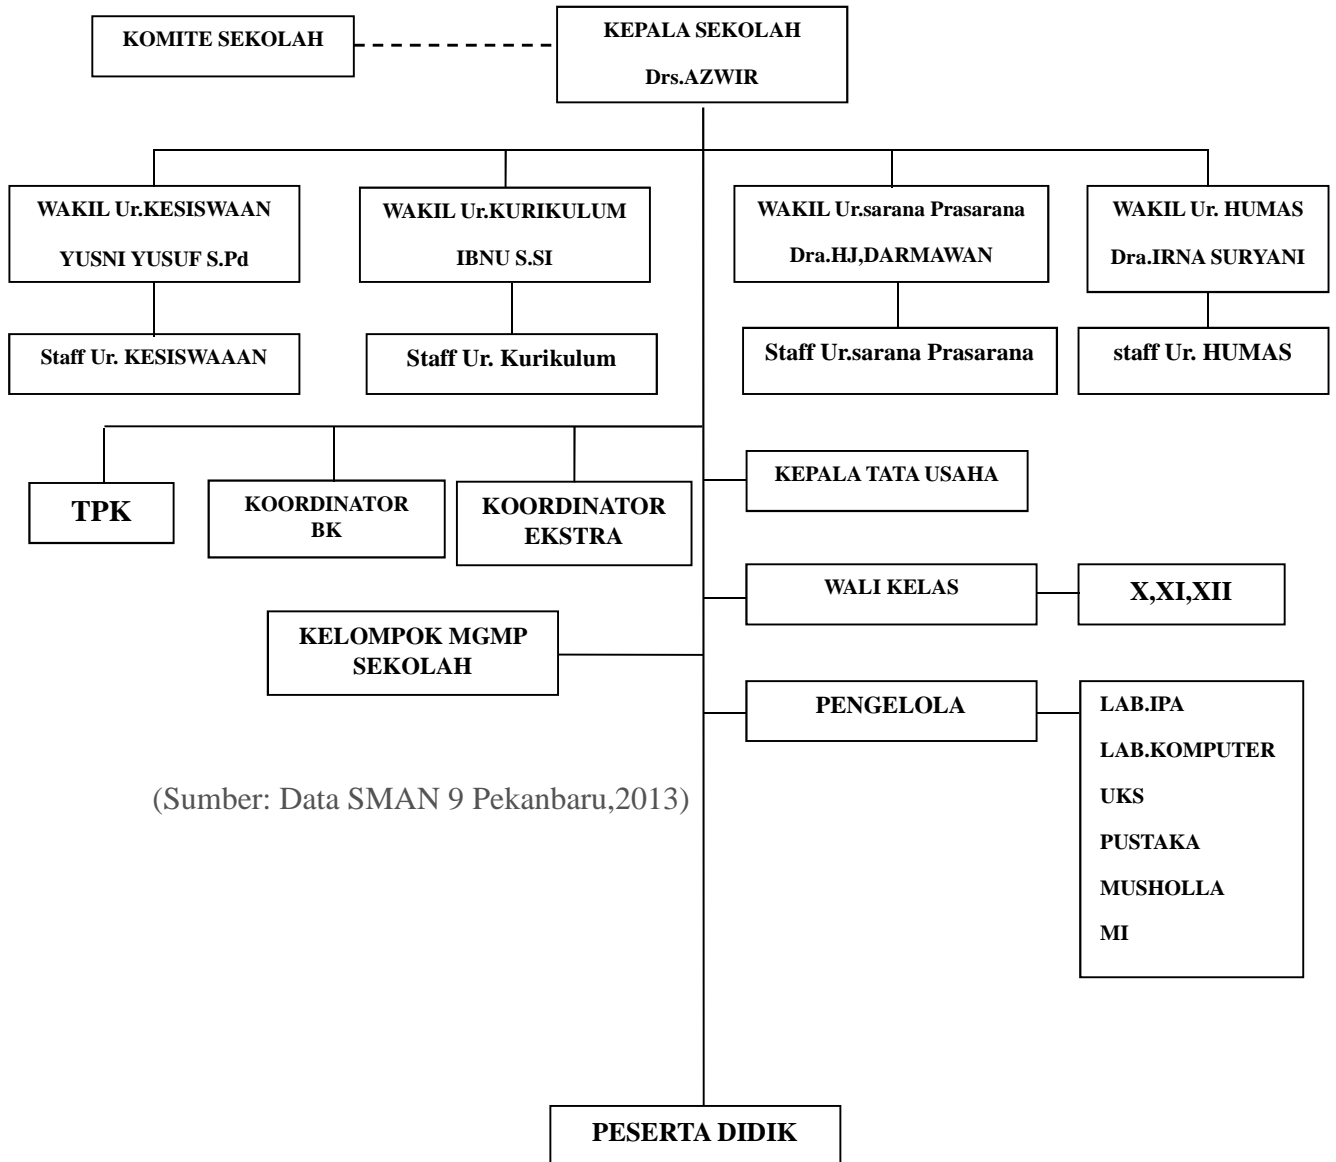 KOMITE SEKOLAH
KEPALA SEKOLAH
Drs.AZWIR
WAKIL Ur.KESISWAAN
YUSNI YUSUF S.Pd
WAKIL Ur.KURIKULUM
IBNU S.SI
WAKIL Ur.sarana Prasarana
Dra.HJ,DARMAWAN
WAKIL Ur. HUMAS
Dra.IRNA SURYANI
Staff Ur. KESISWAAAN
Staff Ur. Kurikulum
Staff Ur.sarana Prasarana
staff Ur. HUMAS
TPK
KOORDINATOR
BK
KOORDINATOR
EKSTRA
KEPALA TATA USAHA
WALI KELAS
X,XI,XII
KELOMPOK MGMP
SEKOLAH
PENGELOLA
LAB.IPA
LAB.KOMPUTER
UKS
PUSTAKA
MUSHOLLA
MI
(Sumber: Data SMAN 9 Pekanbaru,2013)
PESERTA DIDIK